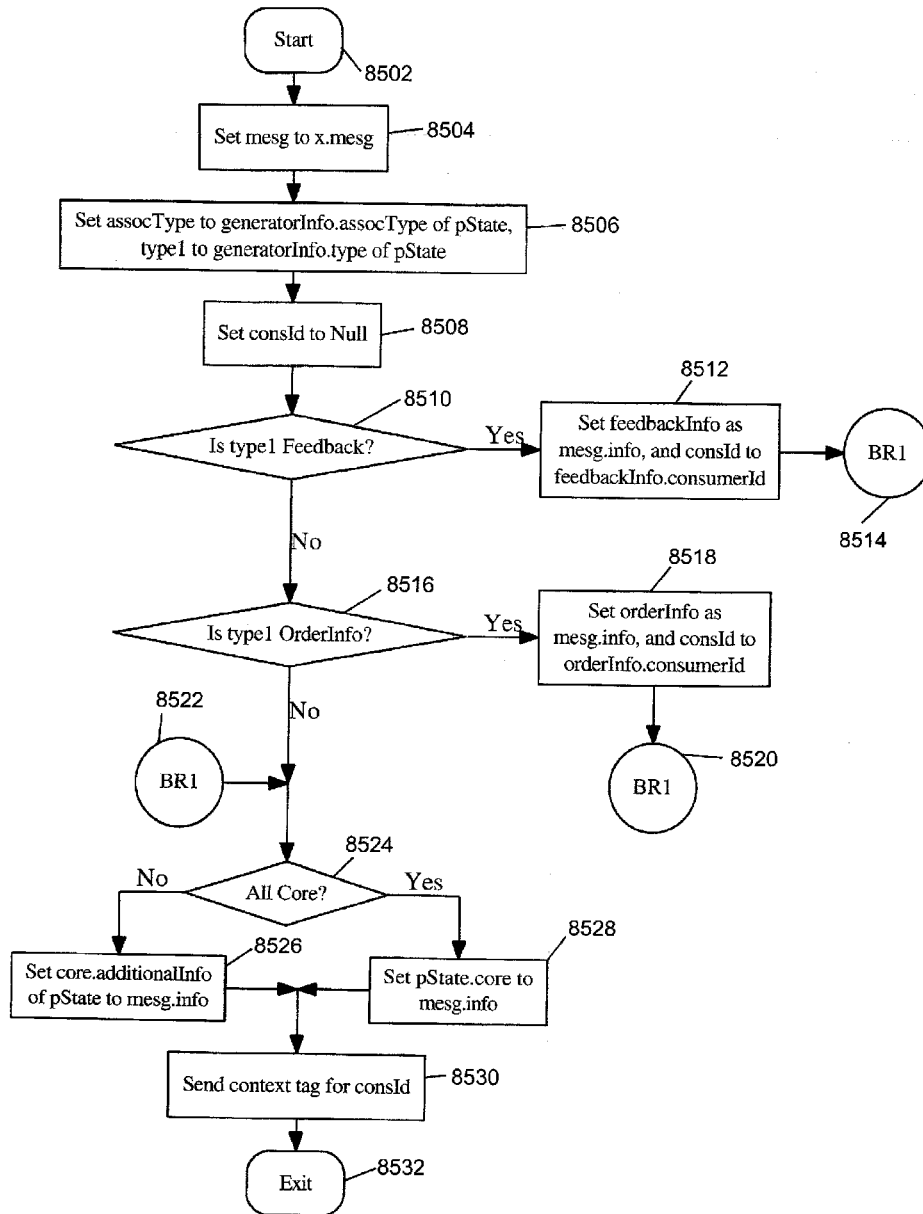 Start
8502
Set mesg to x.mesg
8504
Set assocType to generatorInfo.assocType of pState,
type1 to generatorInfo.type of pState
8506
Set consId to Null
8508
8510
Is type1 Feedback?
Yes
8512
Set feedbackInfo as
mesg.info, and consId to
feedbackInfo.consumerId
BR1
8514
No
8516
Is type1 OrderInfo?
Yes
8518
Set orderInfo as
mesg.info, and consId to
orderInfo.consumerId
No
8522
BR1
BR1
8520
8524
All Core?
No
Yes
8526
Set core.additionalInfo
of pState to mesg.info
8528
Set pState.core to
mesg.info
Send context tag for consId
8530
Exit
8532